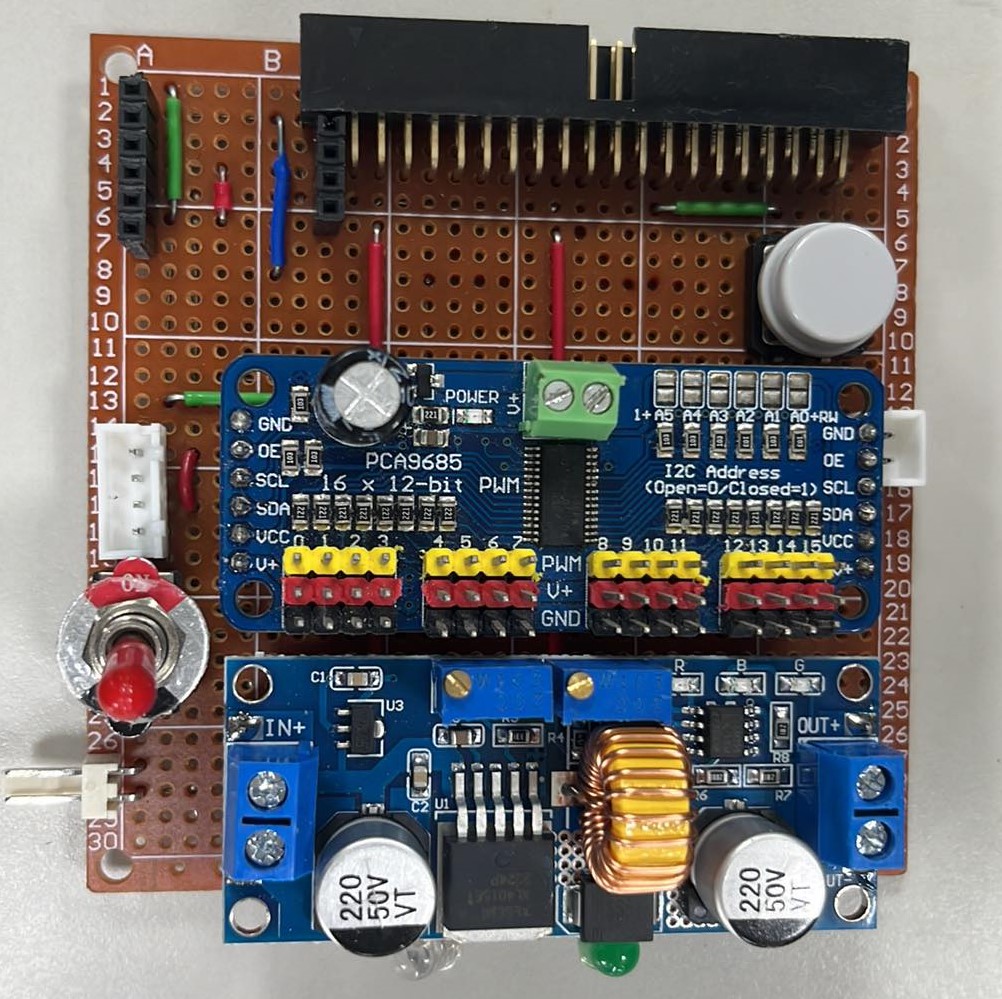 A B
1
2
3
4
5
6
7
8
9
10
11
12
13
2
3
4
5
6
7
8
9
10
11
12
16
17
18
19
20
21
22
23
24
25
26
POWER
V+
1+A5 A4 A3 A2 A1 A0+RW
GND
OE
SCL
SDA
VCC
V+
PCA9685
16 x 12-bit PWM
I2C Address
(Open=0/Closed=1)
GND
OE
SCL
SDA
VCC
V+
0 1 2 3 4 5 6 7 8 9 10 11 12 13 14 15
PWM
V+
GND
ON
26
30
C1
U3
IN+
R4
C2
U1
R B G
OUT+
R8
R7
220
50V
VT
220
50V
VT
UT-